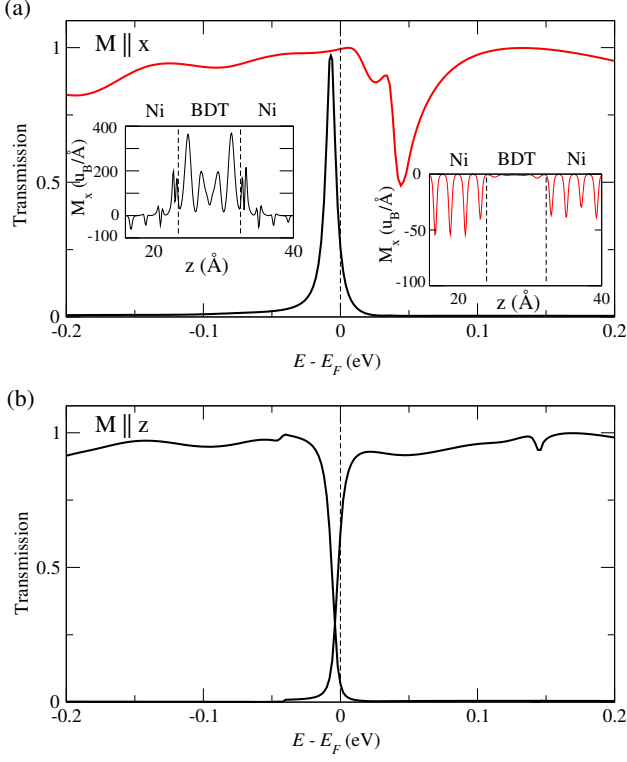 (a)
M || x
1
0.5
0
Transmission
Ni BDT Ni
400
200
0
-100
M_x (u_B/Å)
20 40
z (Å)
Ni BDT Ni
0
-50
-100
M_x (u_B/Å)
20 40
z (Å)
-0.2 -0.1 0 0.1 0.2
E - E_F (eV)
(b)
M || z
1
0.5
0
Transmission
-0.2 -0.1 0 0.1 0.2
E - E_F (eV)